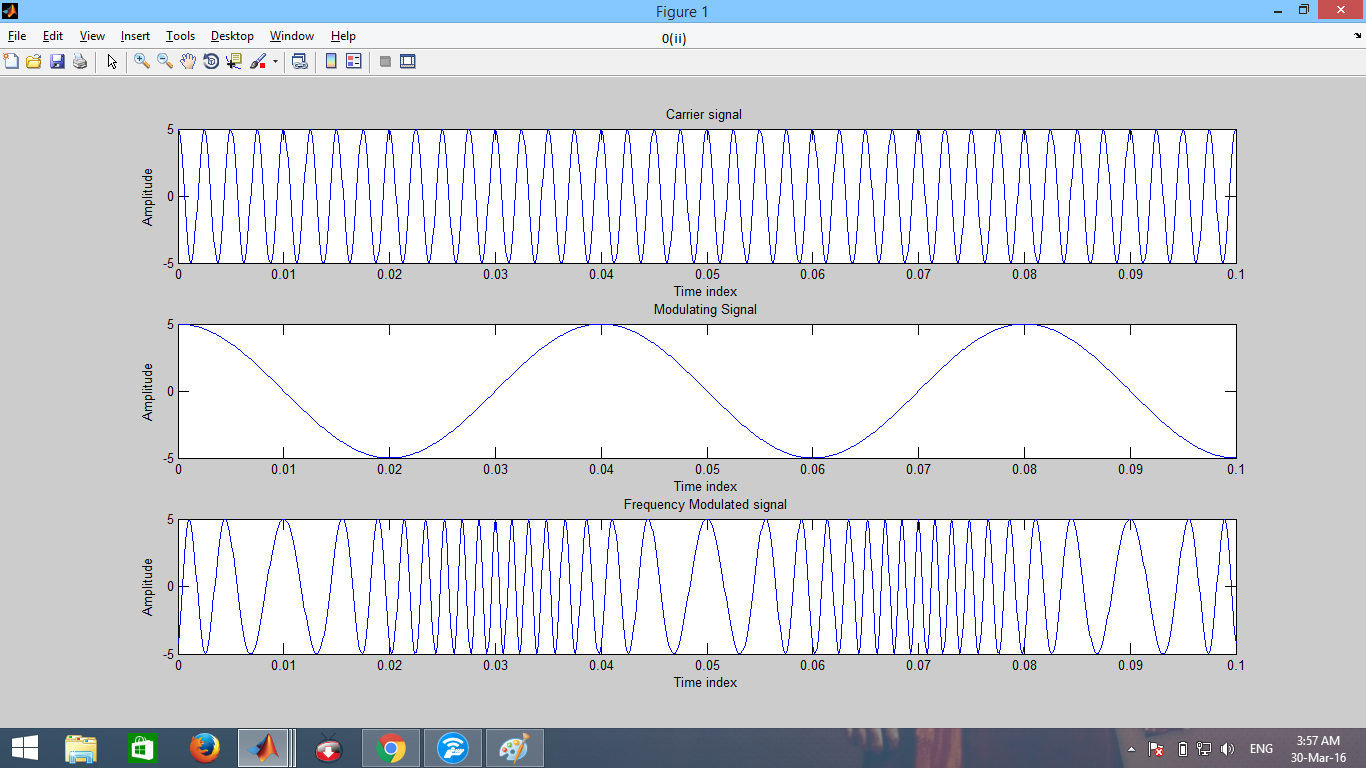 Figure 1
File Edit View Insert Tools Desktop Window Help
0(ii)
Carrier signal
5
0
-5
Amplitude
0 0.01 0.02 0.03 0.04 0.05 0.06 0.07 0.08 0.09 0.1
Time index
Modulating Signal
5
0
-5
Amplitude
0 0.01 0.02 0.03 0.04 0.05 0.06 0.07 0.08 0.09 0.1
Time index
Frequency Modulated signal
5
0
-5
Amplitude
0 0.01 0.02 0.03 0.04 0.05 0.06 0.07 0.08 0.09 0.1
Time index
ENG
3:57 AM
30-Mar-16